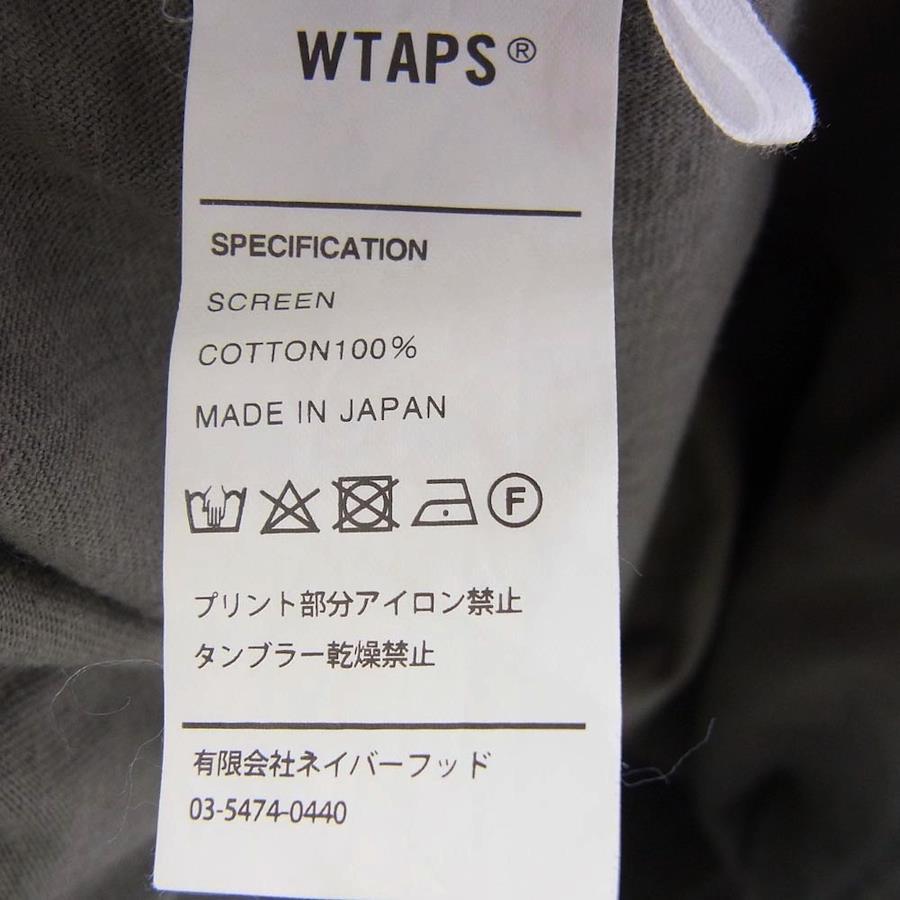 WTAPS®
SPECIFICATION
SCREEN
COTTON100%
MADE IN JAPAN
F
プリント部分アイロン禁止
タンブラー乾燥禁止
有限会社ネイバーフッド
03-5474-0440